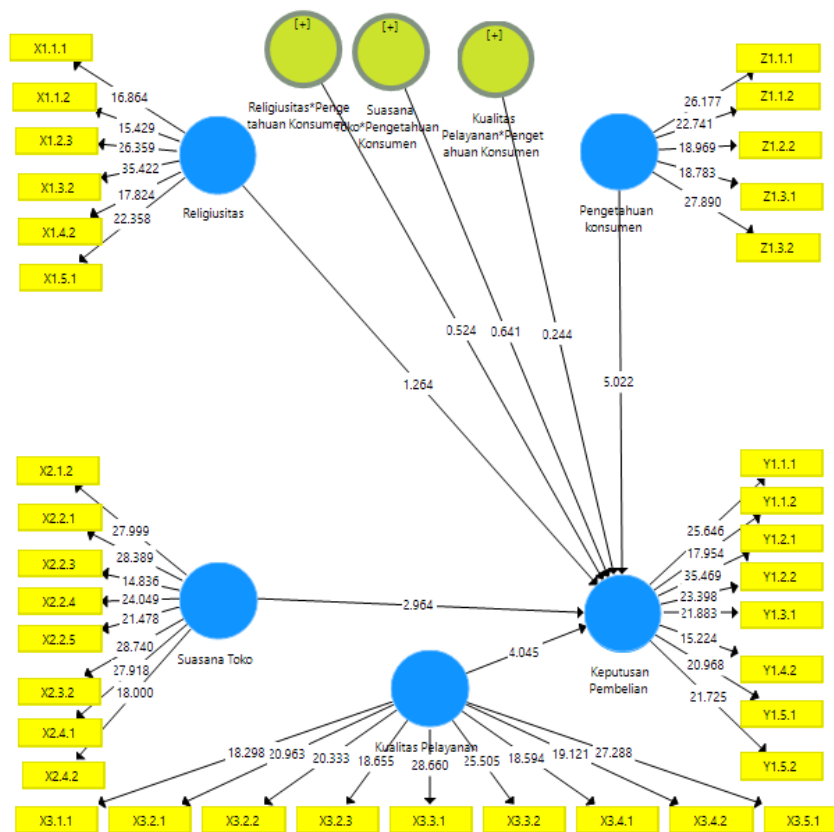 [+]
[+]
[+]
X1.1.1
X1.1.2
X1.2.3
X1.3.2
X1.4.2
X1.5.1
16.864
15.429
26.359
35.422
17.824
22.358
Religiusitas
Religiusitas*Penge
tahuan Konsumen
Suasana
Toko*Pengetahuan
Konsumen
Kualitas
Pelayanan*Penget
ahuan Konsumen
Z1.1.1
Z1.1.2
Z1.2.2
Z1.3.1
Z1.3.2
26.177
22.741
18.969
18.783
27.890
Pengetahuan
konsumen
0.524
0.641
0.244
1.264
5.022
X2.1.2
X2.2.1
X2.2.3
X2.2.4
X2.2.5
X2.3.2
X2.4.1
X2.4.2
27.999
28.389
14.836
24.049
21.478
28.740
27.918
18.000
Suasana Toko
2.964
4.045
Y1.1.1
Y1.1.2
Y1.2.1
Y1.2.2
Y1.3.1
Y1.4.2
Y1.5.1
Y1.5.2
25.646
17.954
35.469
23.398
21.883
15.224
20.968
21.725
Keputusan
Pembelian
Kualitas Pelayanan
18.298
20.963
20.333
18.655
28.660
25.505
18.594
19.121
27.288
X3.1.1
X3.2.1
X3.2.2
X3.2.3
X3.3.1
X3.3.2
X3.4.1
X3.4.2
X3.5.1